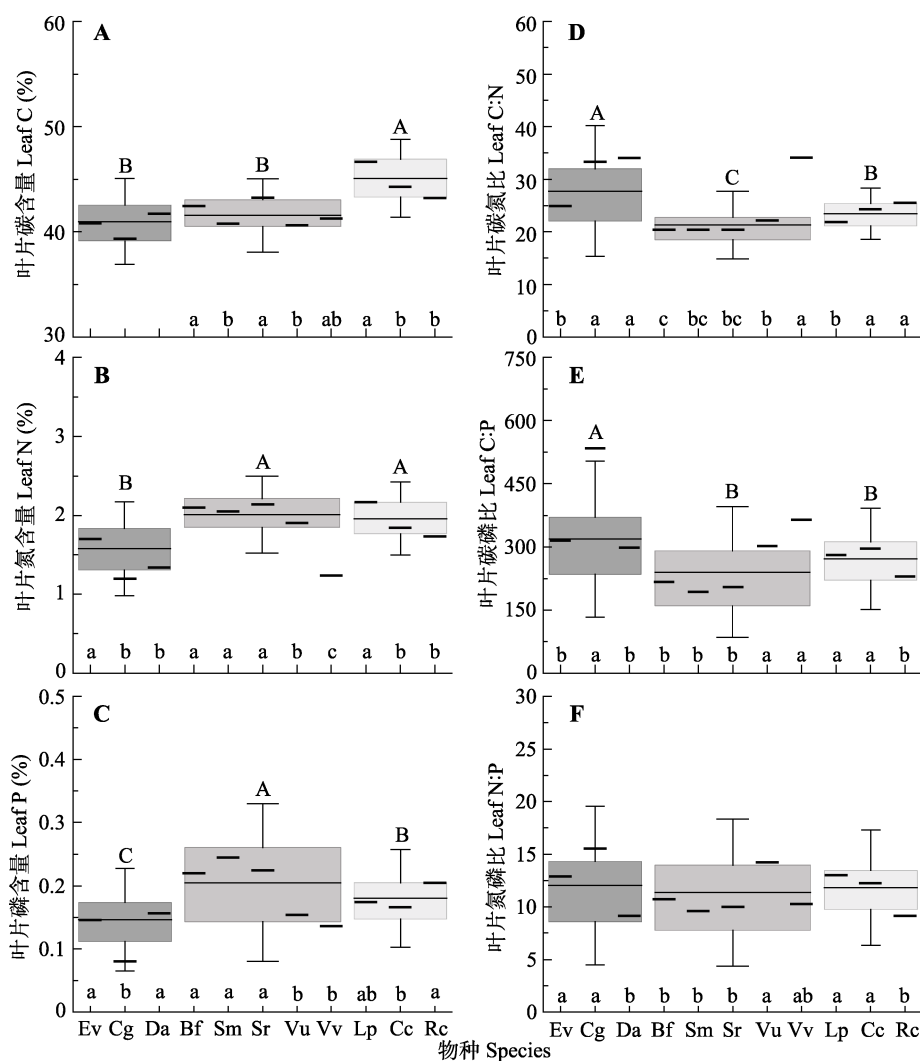 A
叶片碳含量 Leaf C (%)
60
50
40
30
B
B
A
a b a b ab a b b
B
叶片氮含量 Leaf N (%)
4
3
2
1
0
B
A
A
a b b a a a b c a b b
C
叶片磷含量 Leaf P (%)
0.5
0.4
0.3
0.2
0.1
0
C
A
B
a b a a a a b b ab b a
Ev Cg Da Bf Sm Sr Vu Vv Lp Cc Rc
D
叶片碳氮比 Leaf C:N
60
50
40
30
20
10
0
A
C
B
b a a c bc bc b a b a a
E
叶片碳磷比 Leaf C:P
750
600
450
300
150
0
A
B
B
b a b b b b a a a a b
F
叶片氮磷比 Leaf N:P
30
25
20
15
10
5
0
a a b b b b a ab a a b
Ev Cg Da Bf Sm Sr Vu Vv Lp Cc Rc
物种 Species